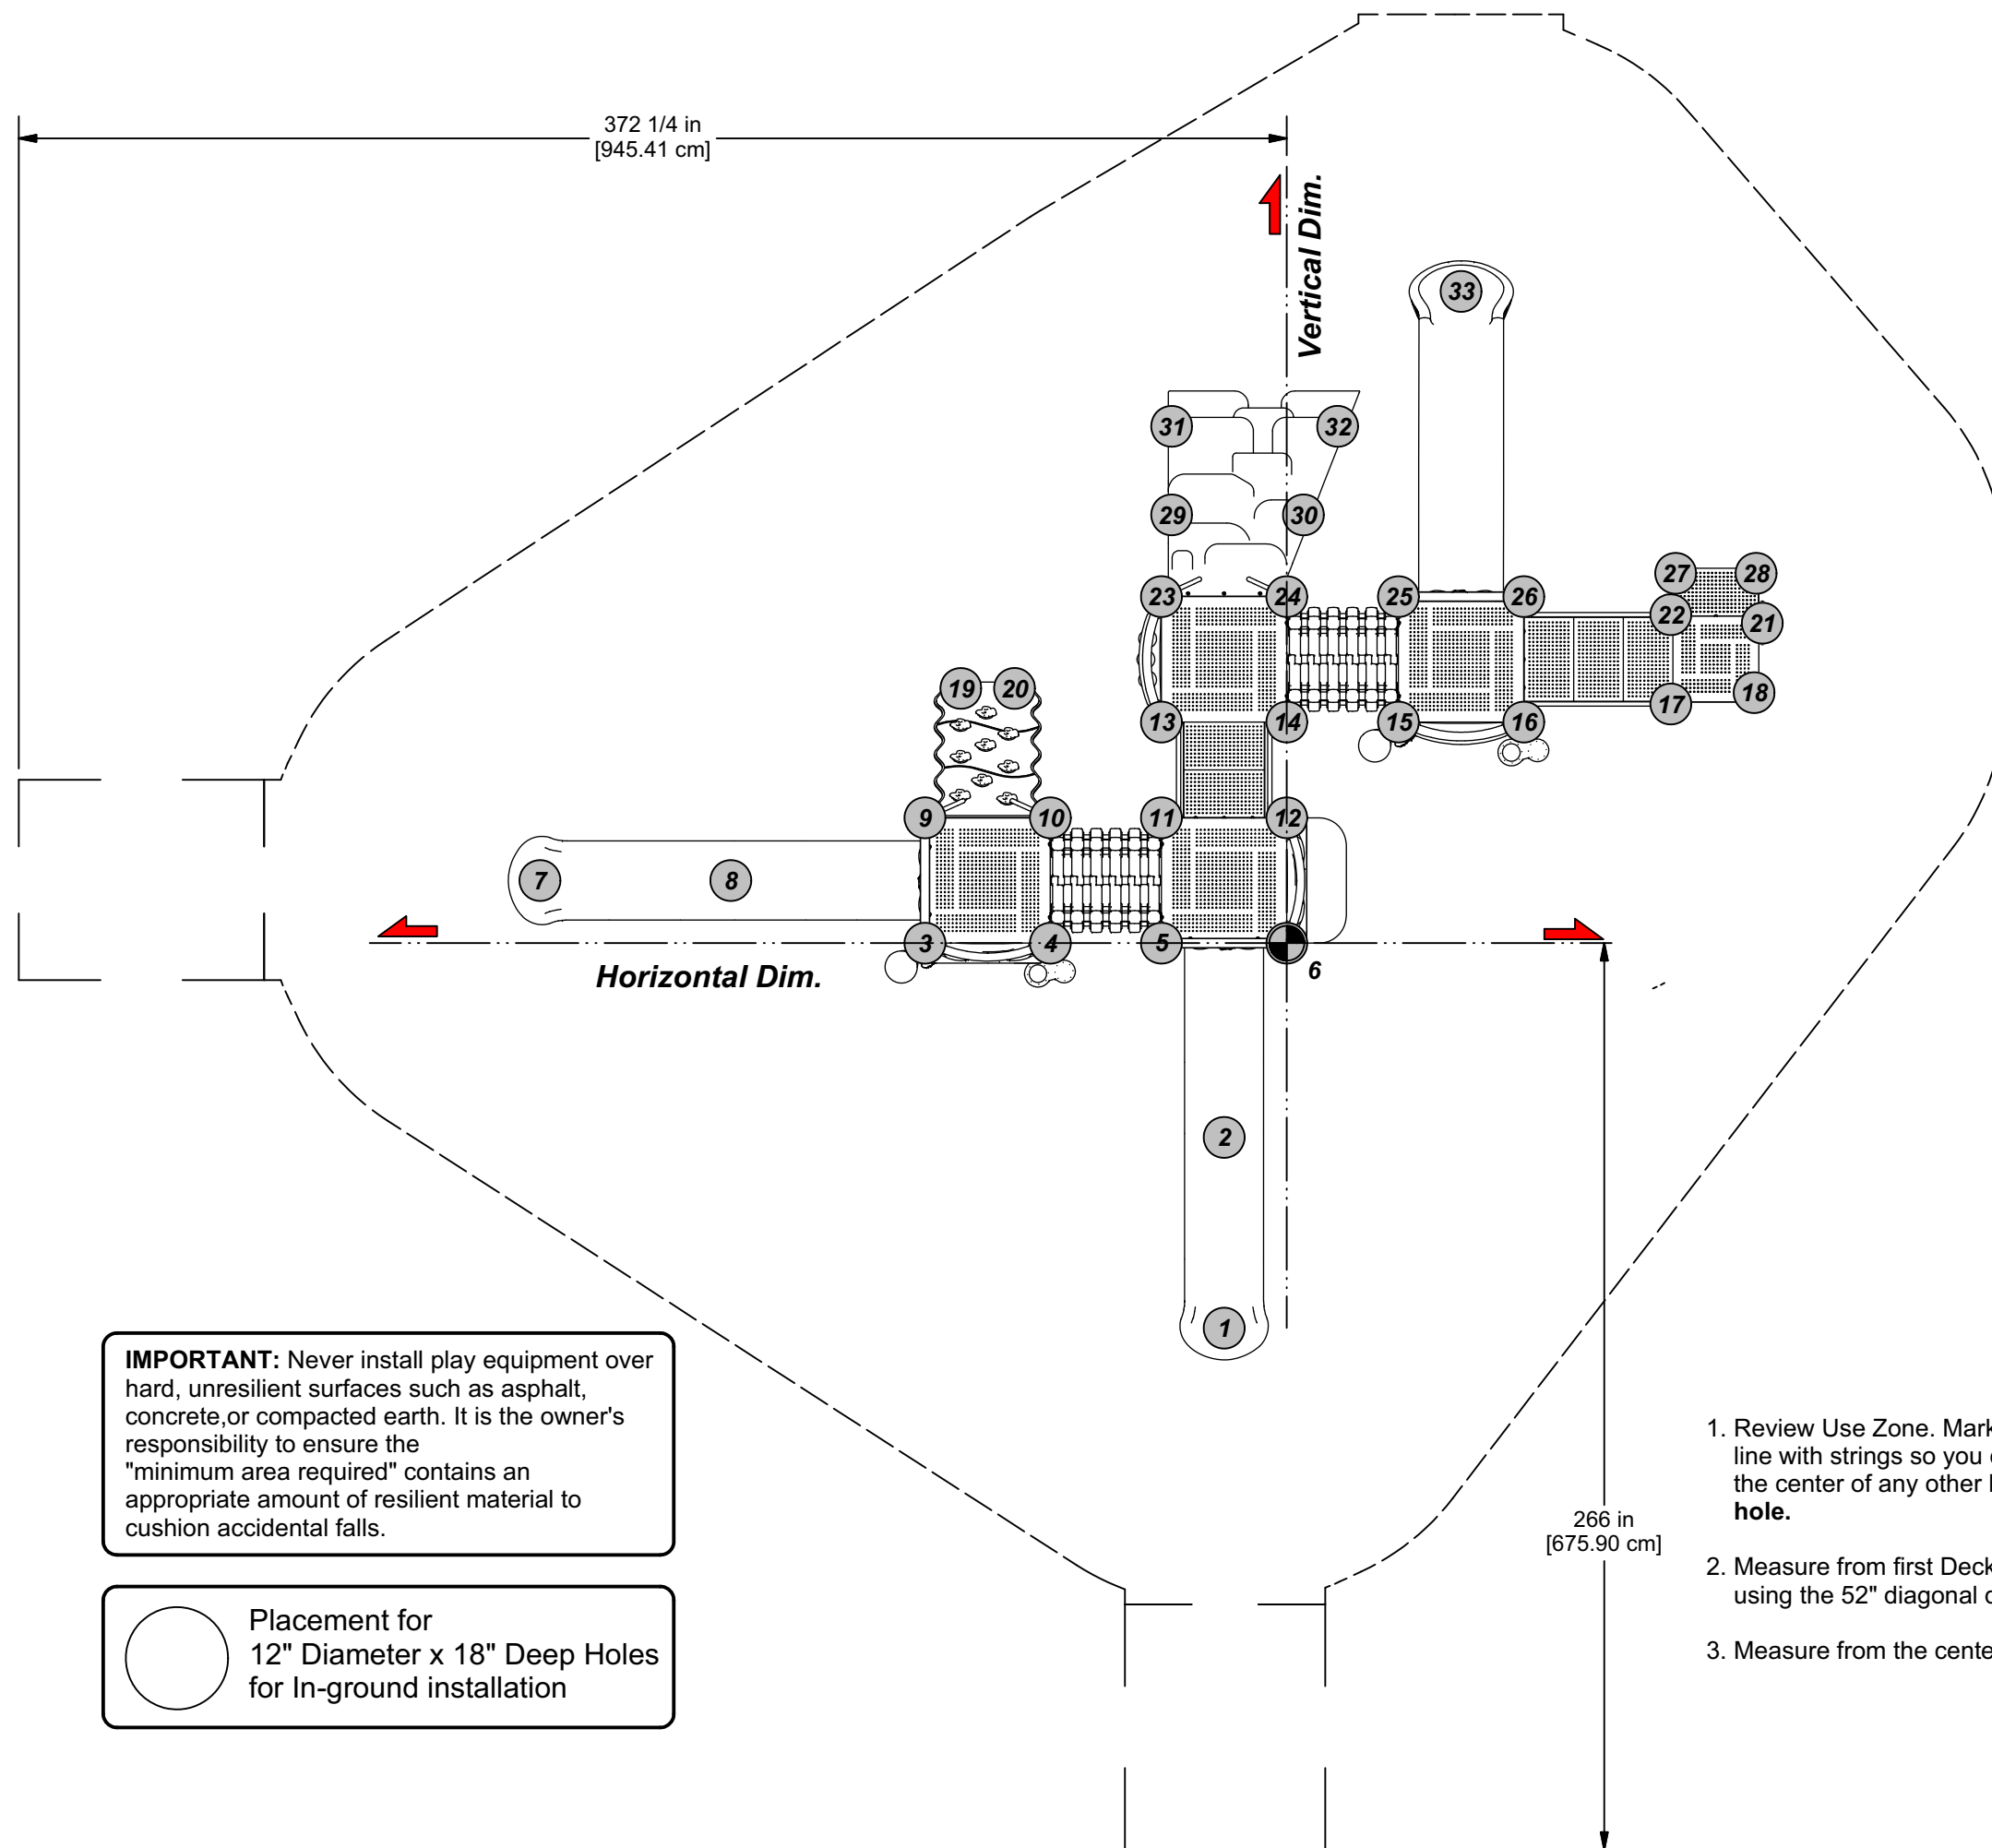 372 1/4 in
[945.41 cm]
Vertical Dim.
33
31
32
29
30
27
28
23
24
25
26
22
21
19
20
17
18
13
14
15
16
9
10
11
12
7
8
3
4
5
6
Horizontal Dim.
2
1
IMPORTANT: Never install play equipment over
hard, unresilient surfaces such as asphalt,
concrete,or compacted earth. It is the owner's
responsibility to ensure the
"minimum area required" contains an
appropriate amount of resilient material to
cushion accidental falls.
Placement for
12" Diameter x 18" Deep Holes
for In-ground installation
266 in
[675.90 cm]
1. Review Use Zone. Mark
line with strings so you
the center of any other
hole.
2. Measure from first Deck
using the 52" diagonal
3. Measure from the